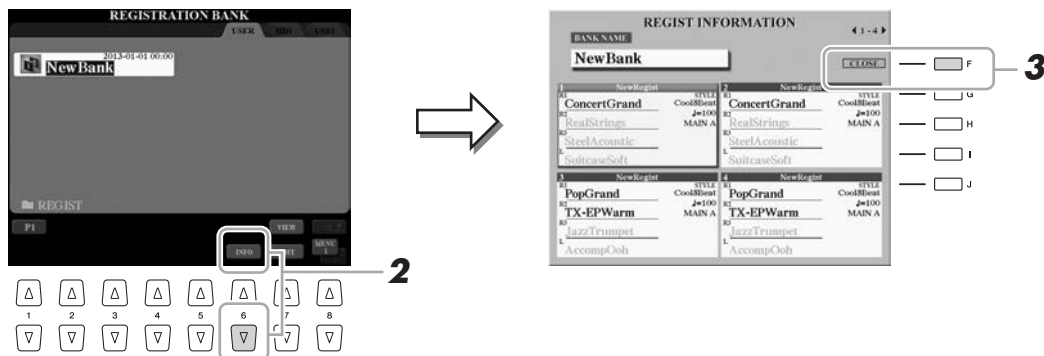 REGISTRATION BANK
USER HD1 USB1
2013-01-01 00:00
NewBank
REGIST
P1
VIEW
INFO
MENU 1
2
1 2 3 4 5 6 7 8
REGIST INFORMATION
1 - 4
BANK NAME
NewBank
CLOSE
F
3
G
H
I
J
1 NewRegist
R1 STYLE
ConcertGrand Cool8Beat
R2 ♩=100
RealStrings MAIN A
R3
SteelAcoustic
L
SuitcaseSoft
2 NewRegist
R1 STYLE
ConcertGrand Cool8Beat
R2 ♩=100
RealStrings MAIN A
R3
SteelAcoustic
L
SuitcaseSoft
3 NewRegist
R1 STYLE
PopGrand Cool8Beat
R2 ♩=100
TX-EPWarm MAIN A
R3
JazzTrumpet
L
AccompOoh
4 NewRegist
R1 STYLE
PopGrand Cool8Beat
R2 ♩=100
TX-EPWarm MAIN A
R3
JazzTrumpet
L
AccompOoh